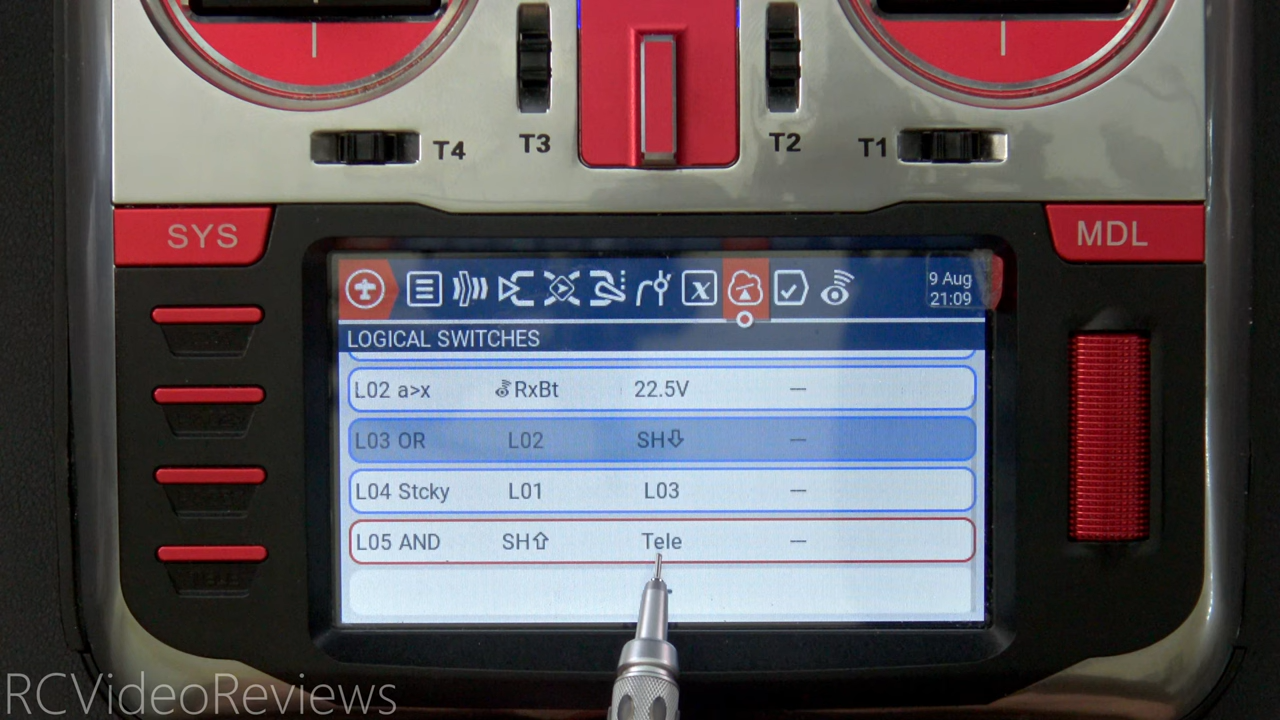 T4 T3 T2 T1
SYS MDL
9 Aug
21:09
LOGICAL SWITCHES
L02 a>x RxBt 22.5V ---
L03 OR L02 SH⇩ ---
L04 Stcky L01 L03 ---
L05 AND SH⇧ Tele ---
RCVideoReviews